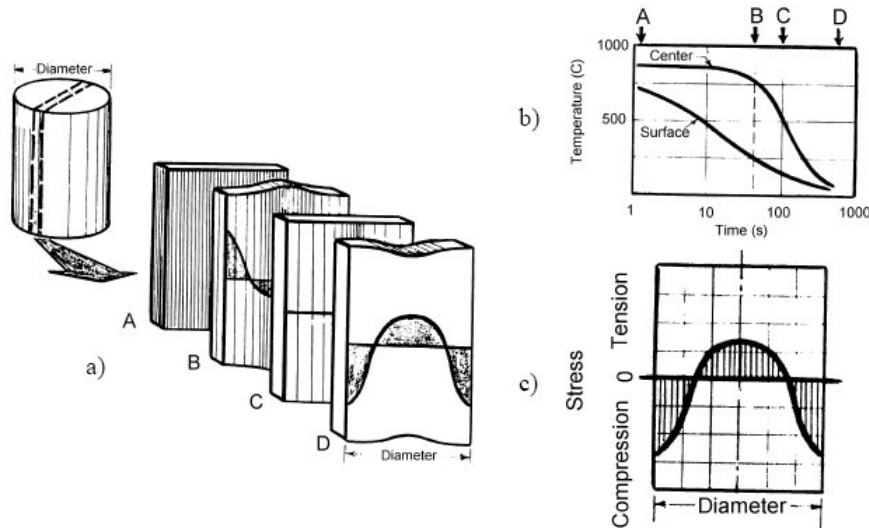 Diameter
A
B
C
D
a)
Diameter
b)
A B C D
Temperature (C)
1000
500
Center
Surface
1 10 100 1000
Time (s)
c)
Stress
Compression 0 Tension
Diameter